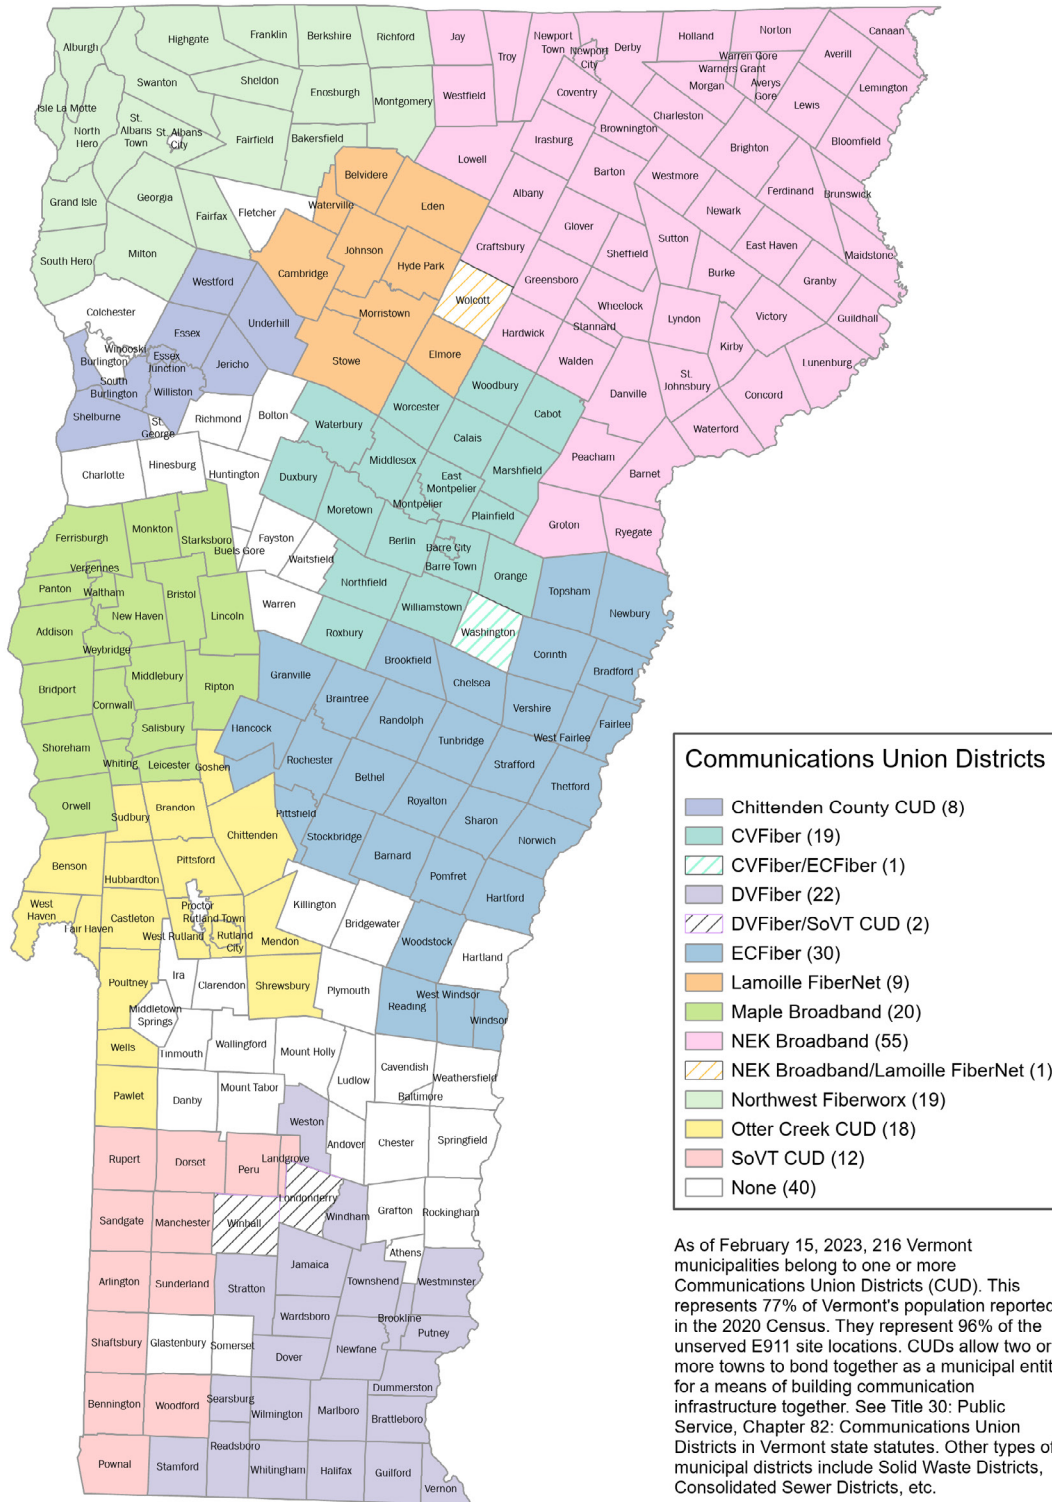 Alburgh
Highgate
Franklin
Berkshire
Richford
Jay
Troy
Newport
Town
Newport
City
Derby
Holland
Norton
Canaan
Warren Gore
Warners Grant
Averill
Averys
Gore
Morgan
Lemington
Lewis
Swanton
Sheldon
Enosburgh
Montgomery
Westfield
Coventry
Charleston
Isle La Motte
North
Hero
St.
Albans
Town
St. Albans
City
Fairfield
Bakersfield
Irasburg
Brownington
Brighton
Bloomfield
Lowell
Barton
Westmore
Belvidere
Albany
Ferdinand
Brunswick
Grand Isle
Georgia
Fairfax
Fletcher
Waterville
Lden
Newark
Glover
Sutton
East Haven
Maidstone
Milton
South Hero
Johnson
Craftsbury
Sheffield
Hyde Park
Cambridge
Burke
Granby
Westford
Greensboro
Wolcott
Wheelock
Lyndon
Victory
Guildhall
Colchester
Morristown
Underhill
Essex
Stannard
Hardwick
Kirby
Winooski
Burlington
Essex
Junction
Jericho
Stowe
Elmore
Walden
Lunenburg
South
Burlington
Williston
Woodbury
St.
Johnsbury
Danville
Concord
Shelburne
St.
George
Richmond
Bolton
Worcester
Cabot
Waterbury
Waterford
Calais
Charlotte
Hinesburg
Huntington
Middlesex
Marshfield
Peacham
Barnet
Duxbury
East
Montpelier
Moretown
Montpelier
Plainfield
Groton
Ryegate
Ferrisburgh
Monkton
Starksboro
Buels Gore
Fayston
Waitsfield
Berlin
Barre City
Barre Town
Vergennes
Panton
Waltham
Bristol
Northfield
Orange
Topsham
Newbury
New Haven
Lincoln
Warren
Williamstown
Addison
Roxbury
Washington
Weybridge
Corinth
Brookfield
Bradford
Bridport
Middlebury
Ripton
Granville
Chelsea
Cornwall
Braintree
Vershire
Salisbury
Hancock
Randolph
West Fairlee
Fairlee
Shoreham
Tunbridge
Whiting
Leicester
Goshen
Rochester
Strafford
Bethel
Thetford
Orwell
Sudbury
Brandon
Pittsfield
Royalton
Chittenden
Stockbridge
Sharon
Norwich
Benson
Pittsford
Barnard
Hubbardton
Pomfret
West
Haven
Fair Haven
Castleton
Proctor
Rutland Town
Killington
Hartford
West Rutland
Rutland
City
Mendon
Bridgewater
Woodstock
Hartland
Poultney
Ira
Clarendon
Shrewsbury
Plymouth
West Windsor
Reading
Windsor
Middletown
Springs
Wells
Tinmouth
Wallingford
Mount Holly
Cavendish
Ludlow
Weathersfield
Baltimore
Pawlet
Danby
Mount Tabor
Weston
Andover
Chester
Springfield
Rupert
Dorset
Peru
Landgrove
Londonderry
Sandgate
Manchester
Winhall
Windham
Grafton
Rockingham
Athens
Arlington
Sunderland
Stratton
Jamaica
Townshend
Westminster
Wardsboro
Brookline
Shaftsbury
Glastenbury
Somerset
Putney
Dover
Newfane
Dummerston
Bennington
Woodford
Searsburg
Wilmington
Marlboro
Brattleboro
Readsboro
Pownal
Stamford
Whitingham
Halifax
Guilford
Vernon
Communications Union Districts
Chittenden County CUD (8)
CVFiber (19)
CVFiber/ECFiber (1)
DVFiber (22)
DVFiber/SoVT CUD (2)
ECFiber (30)
Lamoille FiberNet (9)
Maple Broadband (20)
NEK Broadband (55)
NEK Broadband/Lamoille FiberNet (1)
Northwest Fiberworx (19)
Otter Creek CUD (18)
SoVT CUD (12)
None (40)
As of February 15, 2023, 216 Vermont
municipalities belong to one or more
Communications Union Districts (CUD). This
represents 77% of Vermont's population reported
in the 2020 Census. They represent 96% of the
unserved E911 site locations. CUDs allow two or
more towns to bond together as a municipal entit
for a means of building communication
infrastructure together. See Title 30: Public
Service, Chapter 82: Communications Union
Districts in Vermont state statutes. Other types of
municipal districts include Solid Waste Districts,
Consolidated Sewer Districts, etc.